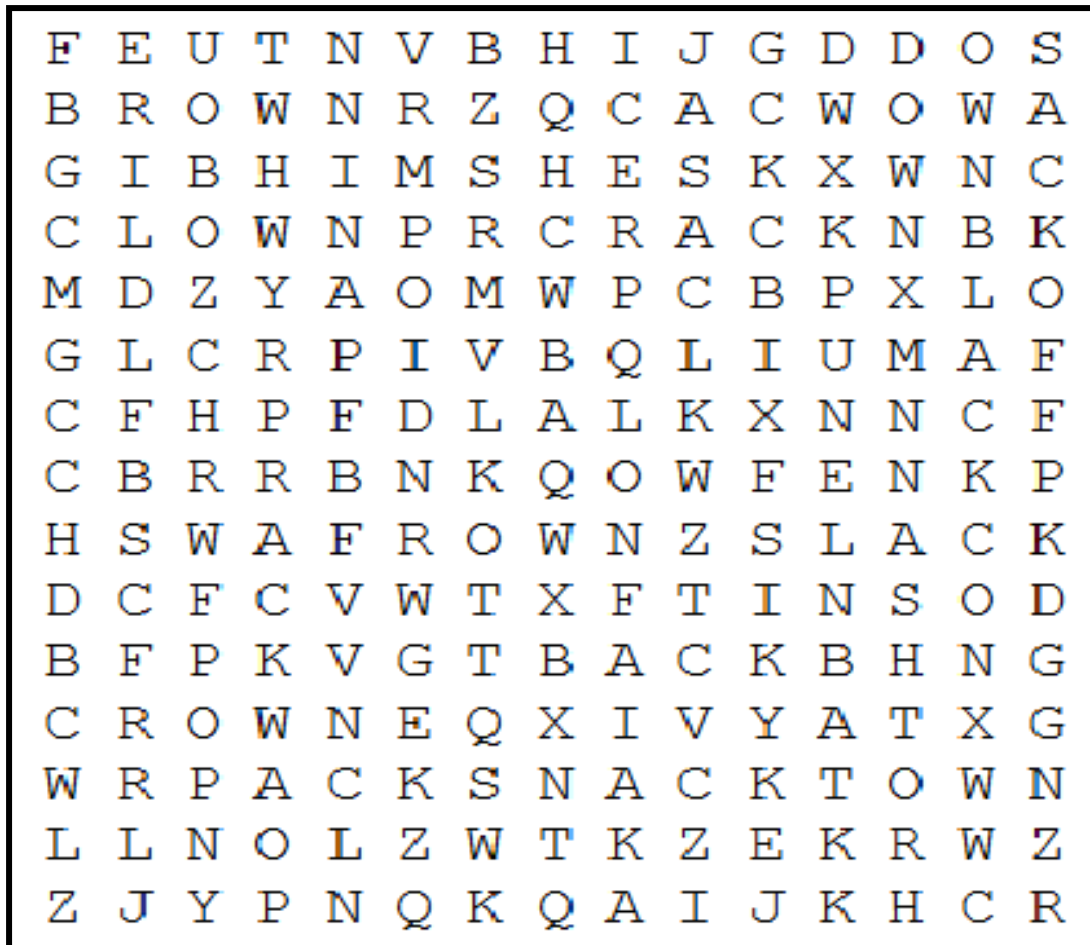 F E U T N V B H I J G D D O S
B R O W N R Z Q C A C W O W A
G I B H I M S H E S K X W N C
C L O W N P R C R A C K N B K
M D Z Y A O M W P C B P X L O
G L C R P I V B Q L I U M A F
C F H P F D L A L K X N N C F
C B R R B N K Q O W F E N K P
H S W A F R O W N Z S L A C K
D C F C V W T X F T I N S O D
B F P K V G T B A C K B H N G
C R O W N E Q X I V Y A T X G
W R P A C K S N A C K T O W N
L L N O L Z W T K Z E K R W Z
Z J Y P N Q K Q A I J K H C R